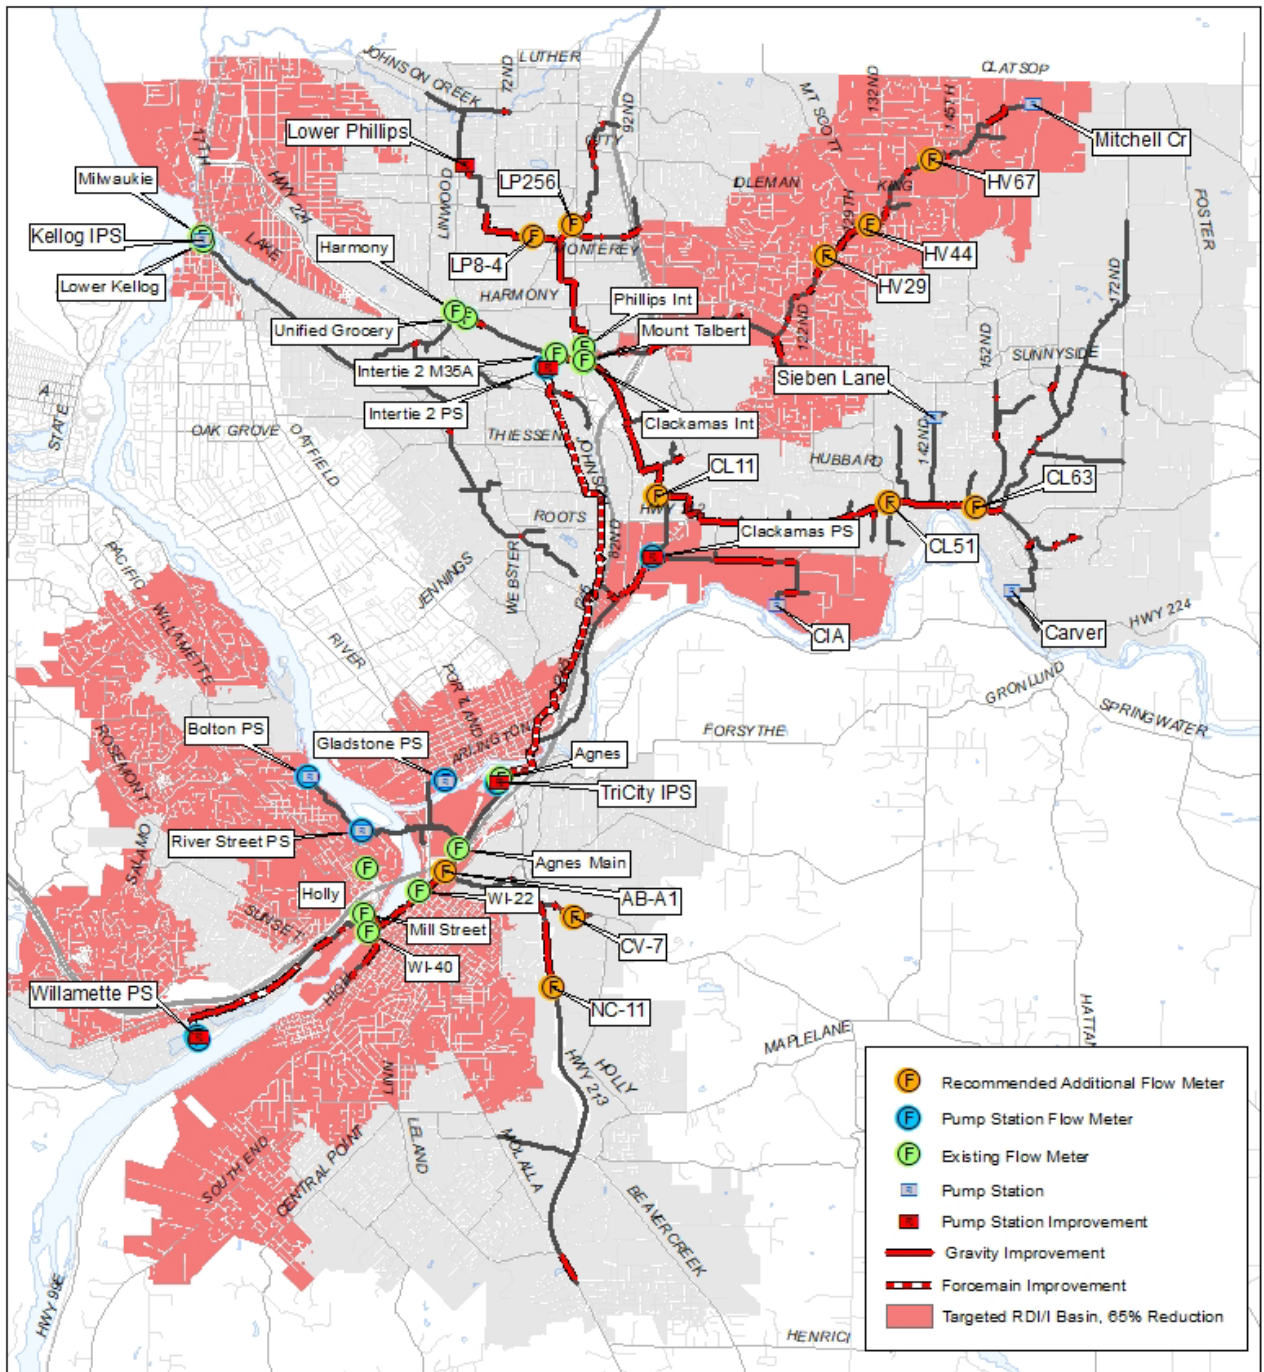 JOHNSON CREEK
72ND
LUTHER
92ND
CLATSOP
132ND
145TH
MT SCOTT
CITY
Lower Phillips
Mitchell Cr
17TH
HWY 224
LINWOOD
LP256
IDLEMAN
KING
HV67
Milwaukie
129TH
FOSTER
Kellog IPS
LAKE
Harmony
MONTEREY
HV44
Lower Kellog
LP8-4
HV29
172ND
HARMONY
Phillips Int
Unified Grocery
Mount Talbert
122ND
152ND
SUNNYSIDE
Intertie 2 M35A
Sieben Lane
Intertie 2 PS
Clackamas Int
STATE
OAK GROVE
OATFIELD
THIESSEN
JOHNSON
142ND
HUBBARD
CL11
CL63
ROOTS
82ND
Clackamas PS
CL51
PACIFIC
WEBSTER
JENNINGS
I205
WILLAMETTE
RIVER
CIA
Carver
HWY 224
PORTLAND
I205
GRONLUND
SPRINGWATER
ROSEMONT
Bolton PS
Gladstone PS
ARLINGTON
FORSYTHE
Agnes
TriCity IPS
SALAMO
River Street PS
Agnes Main
Holly
WI-22
AB-A1
SUNSET
Mill Street
CV-7
WI-40
Willamette PS
HIGH
NC-11
MAPLELANE
HOLLY
HWY 213
LINN
LELAND
MOLALLA
SOUTH END
CENTRAL POINT
BEAVERCREEK
HWY 99E
HENRICI
Recommended Additional Flow Meter
Pump Station Flow Meter
Existing Flow Meter
Pump Station
Pump Station Improvement
Gravity Improvement
Forcemain Improvement
Targeted RDI/I Basin, 65% Reduction